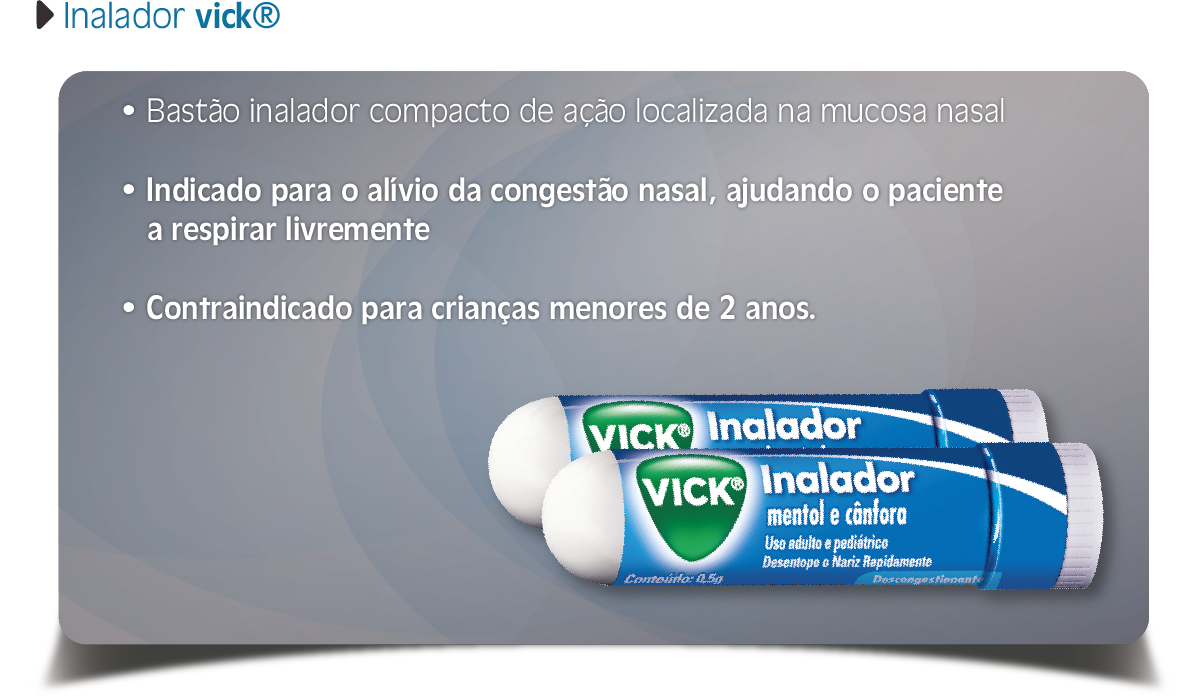 Inalador vick®
• Bastão inalador compacto de ação localizada na mucosa nasal
• Indicado para o alívio da congestão nasal, ajudando o paciente
a respirar livremente
• Contraindicado para crianças menores de 2 anos.
VICK® Inalador
VICK® Inalador
mentol e cânfora
Uso adulto e pediátrico
Desentope o Nariz Rapidamente
Conteúdo: 0,5g
Descongestionante